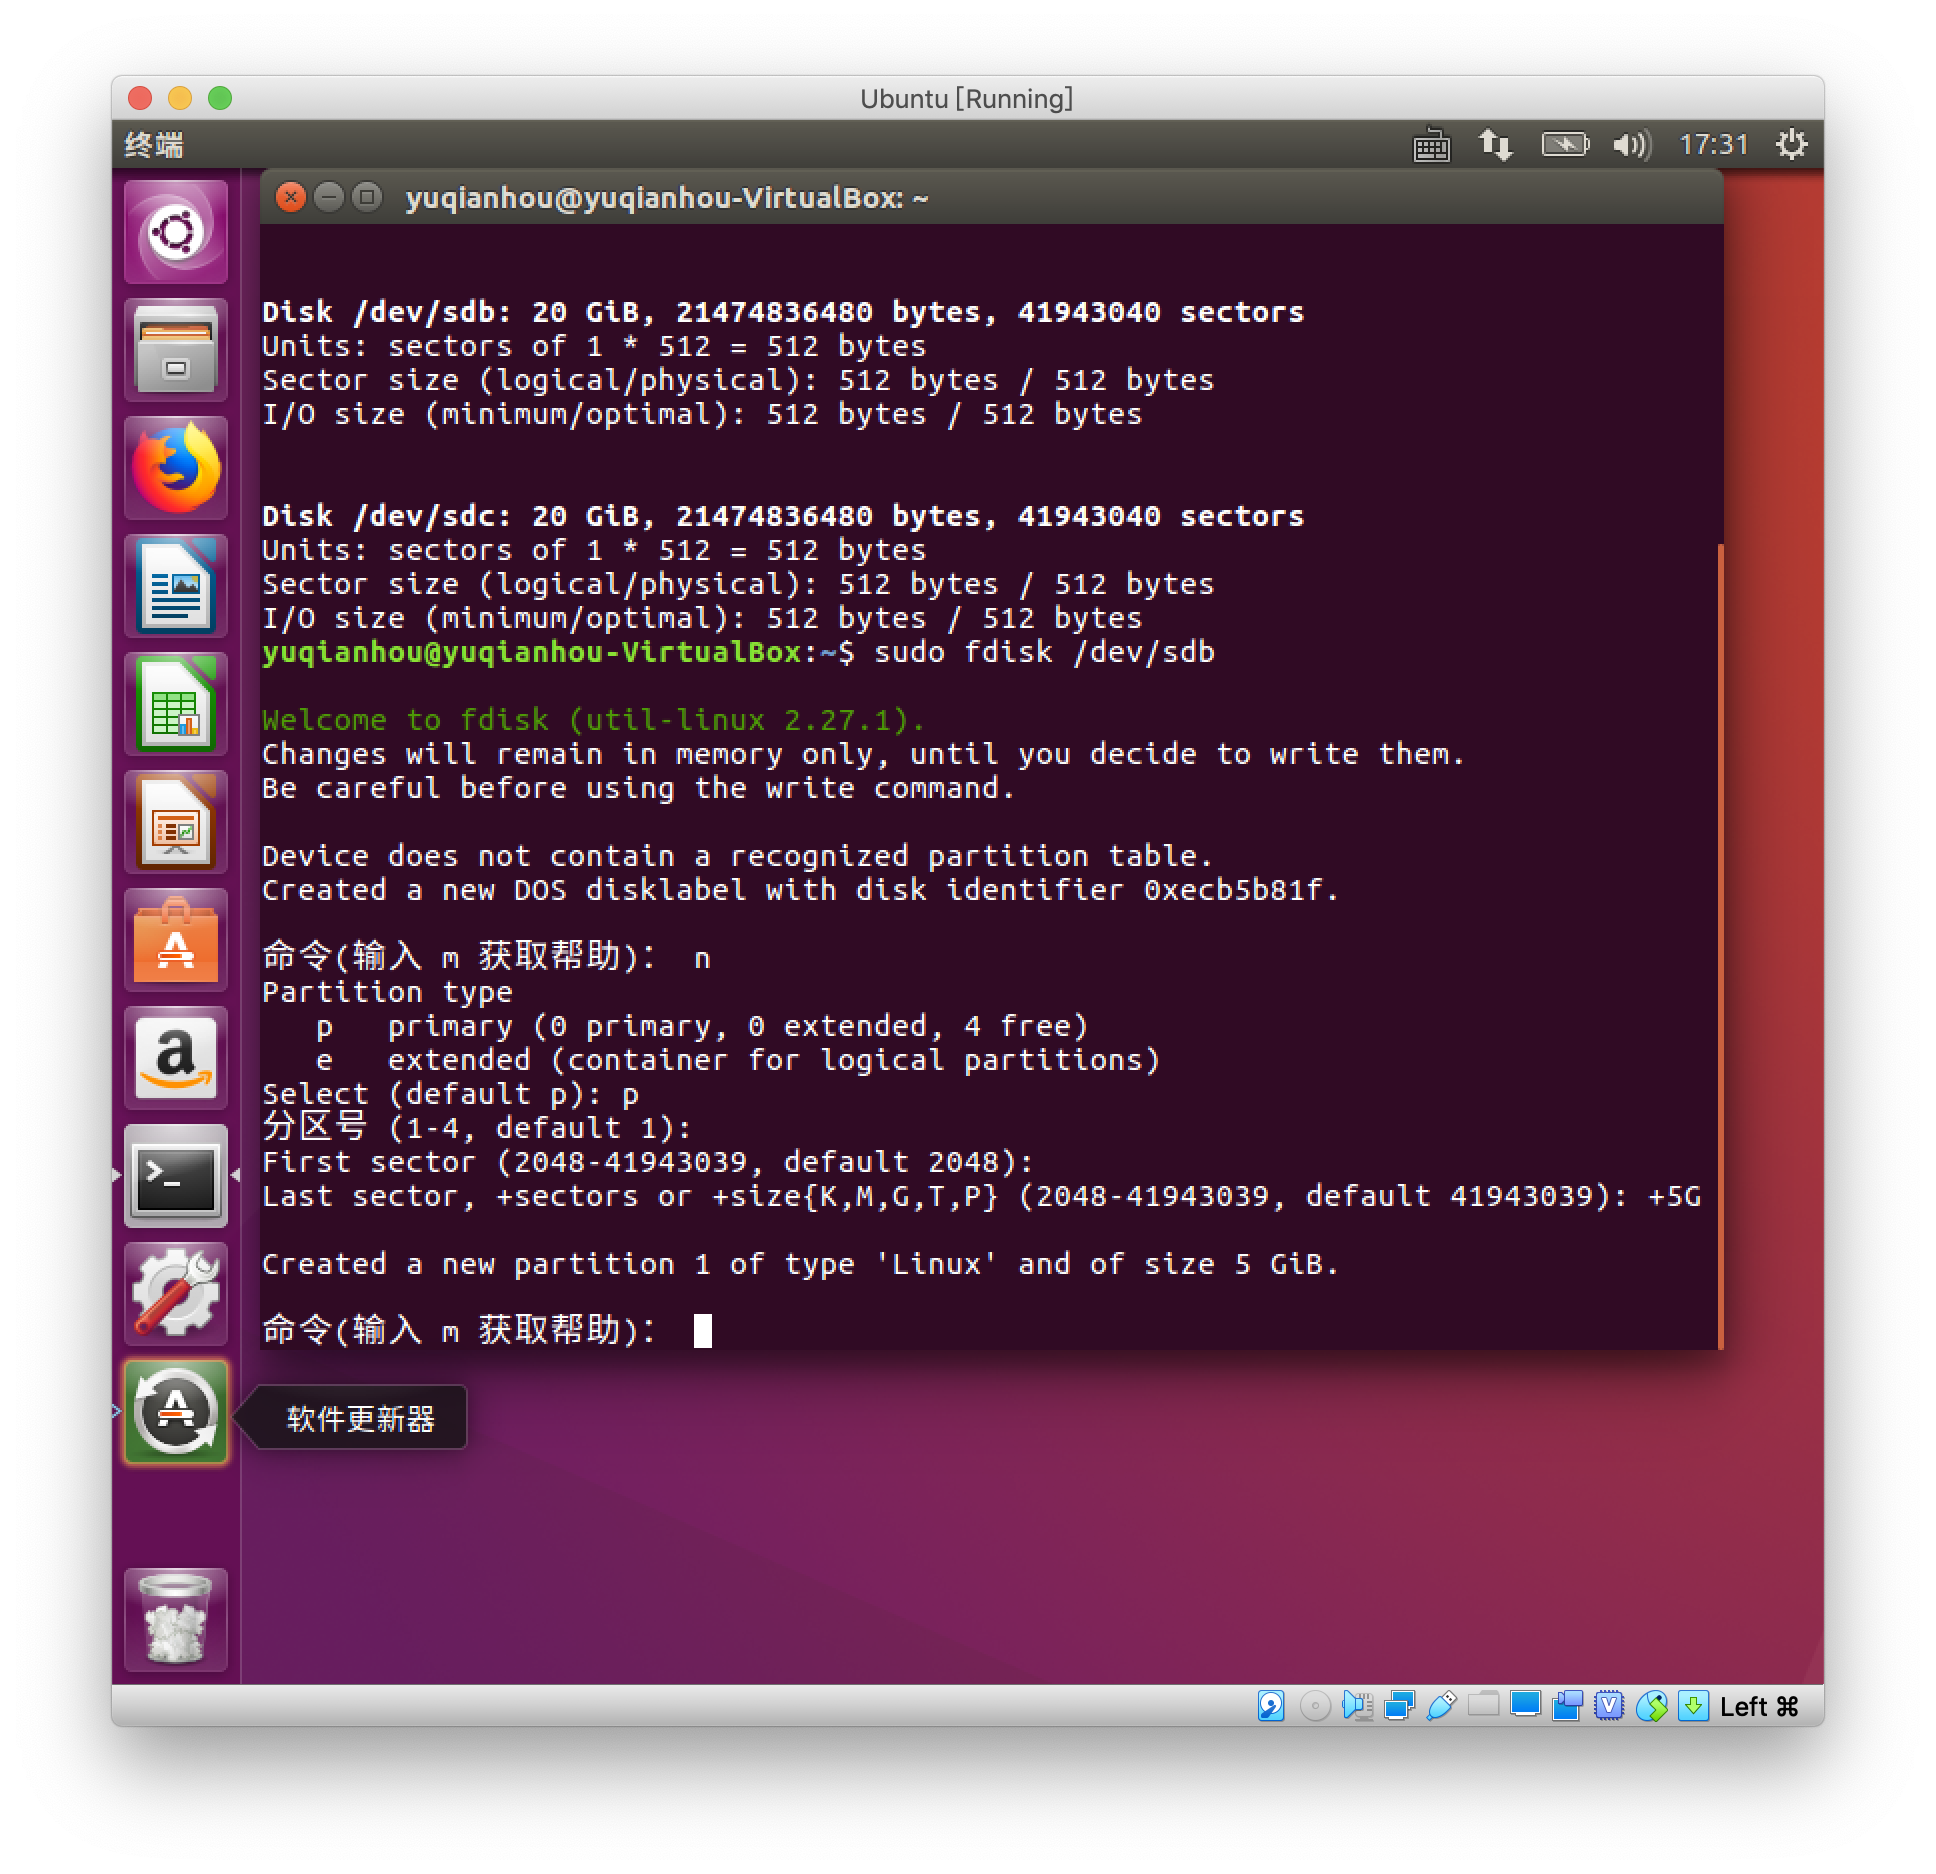 Ubuntu [Running]
终端
17:31
yuqianhou@yuqianhou-VirtualBox: ~
Disk /dev/sdb: 20 GiB, 21474836480 bytes, 41943040 sectors
Units: sectors of 1 * 512 = 512 bytes
Sector size (logical/physical): 512 bytes / 512 bytes
I/O size (minimum/optimal): 512 bytes / 512 bytes
Disk /dev/sdc: 20 GiB, 21474836480 bytes, 41943040 sectors
Units: sectors of 1 * 512 = 512 bytes
Sector size (logical/physical): 512 bytes / 512 bytes
I/O size (minimum/optimal): 512 bytes / 512 bytes
yuqianhou@yuqianhou-VirtualBox:~$ sudo fdisk /dev/sdb
Welcome to fdisk (util-linux 2.27.1).
Changes will remain in memory only, until you decide to write them.
Be careful before using the write command.
Device does not contain a recognized partition table.
Created a new DOS disklabel with disk identifier 0xecb5b81f.
命令(输入 m 获取帮助)： n
Partition type
   p   primary (0 primary, 0 extended, 4 free)
   e   extended (container for logical partitions)
Select (default p): p
分区号 (1-4, default 1):
First sector (2048-41943039, default 2048):
Last sector, +sectors or +size{K,M,G,T,P} (2048-41943039, default 41943039): +5G
Created a new partition 1 of type 'Linux' and of size 5 GiB.
命令(输入 m 获取帮助)：
软件更新器
Left ⌘